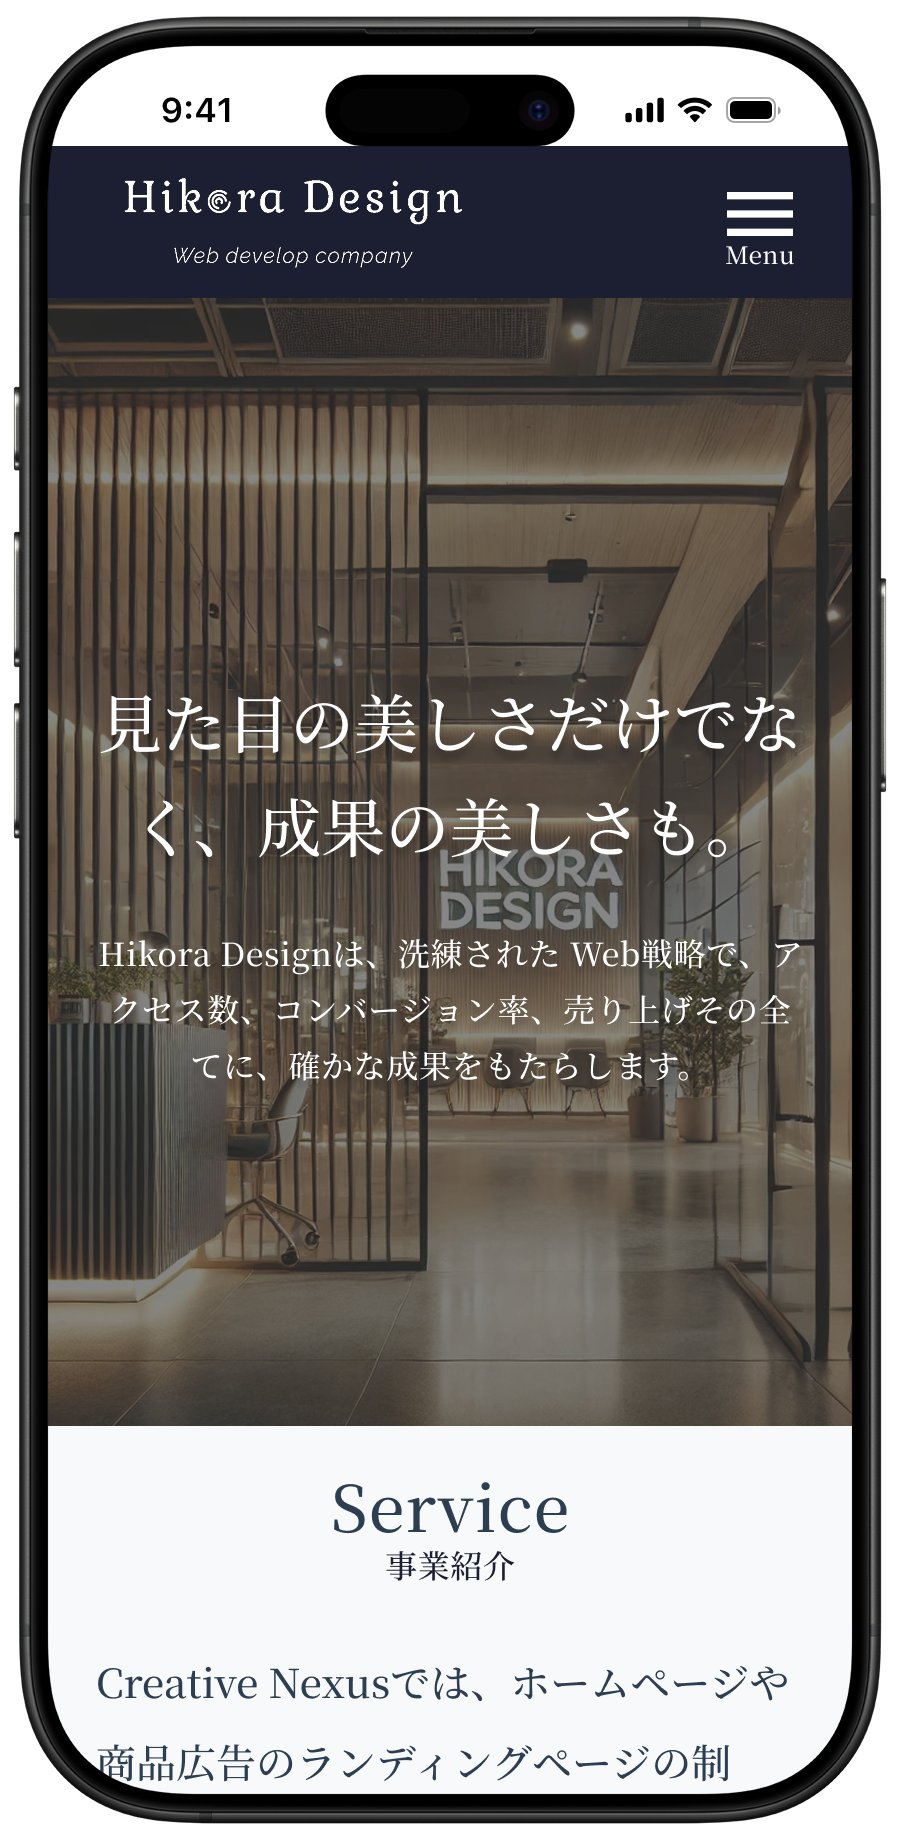 9:41
Hikora Design
Web develop company
Menu
見た目の美しさだけでな
く、成果の美しさも。
HIKORA
DESIGN
Hikora Designは、洗練された Web戦略で、ア
クセス数、コンバージョン率、売り上げその全
てに、確かな成果をもたらします。
Service
事業紹介
Creative Nexusでは、ホームページや
商品広告のランディングページの制